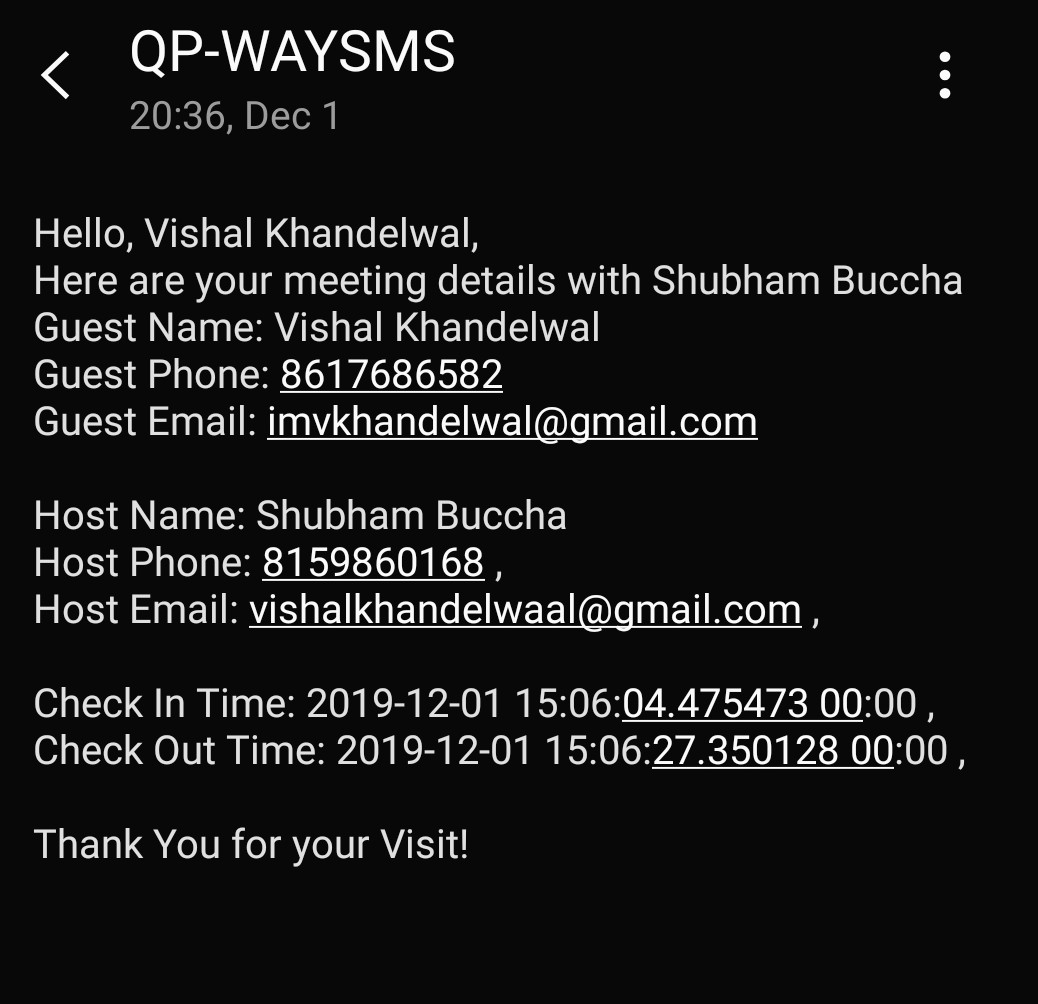 QP-WAYSMS
20:36, Dec 1
Hello, Vishal Khandelwal,
Here are your meeting details with Shubham Buccha
Guest Name: Vishal Khandelwal
Guest Phone: 8617686582
Guest Email: imvkhandelwal@gmail.com
Host Name: Shubham Buccha
Host Phone: 8159860168 ,
Host Email: vishalkhandelwaal@gmail.com ,
Check In Time: 2019-12-01 15:06:04.475473 00:00 ,
Check Out Time: 2019-12-01 15:06:27.350128 00:00 ,
Thank You for your Visit!